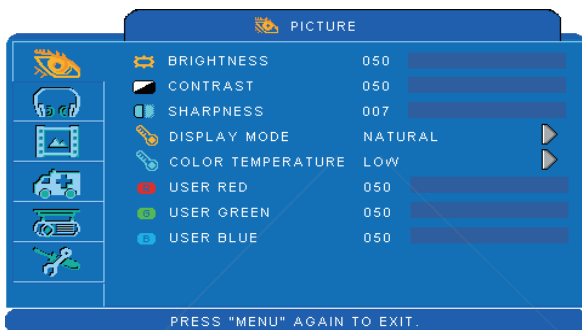 PICTURE
BRIGHTNESS 050
CONTRAST 050
SHARPNESS 007
DISPLAY MODE NATURAL
COLOR TEMPERATURE LOW
R USER RED 050
G USER GREEN 050
B USER BLUE 050
PRESS "MENU" AGAIN TO EXIT.